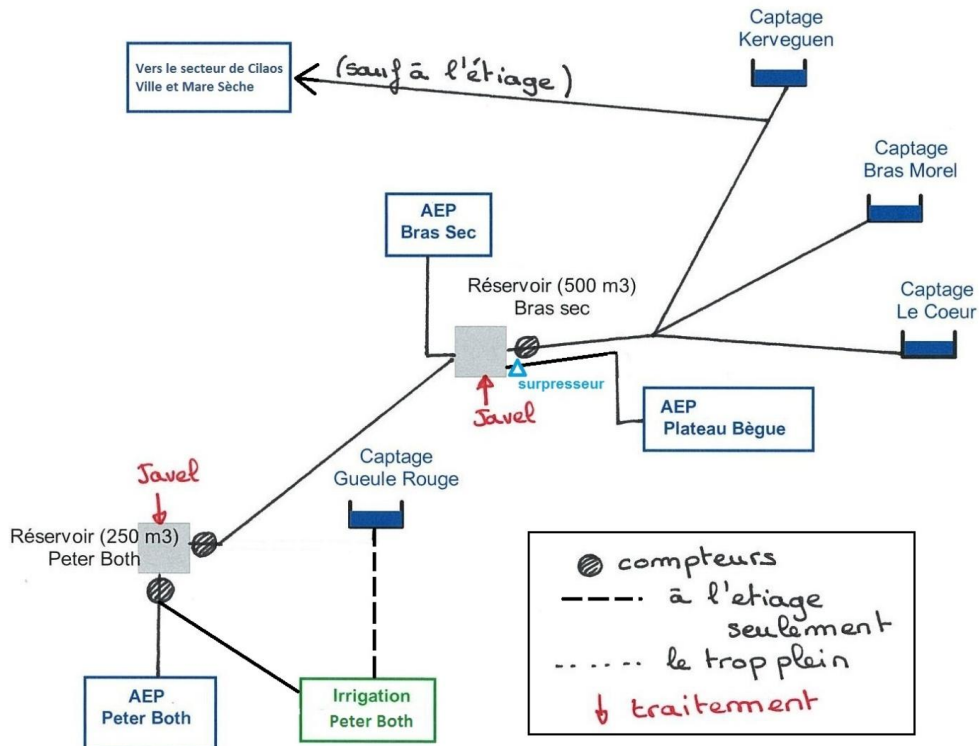 Captage
Kerveguen
Vers le secteur de Cilaos
Ville et Mare Sèche
(sauf à l'étiage)
Captage
Bras Morel
AEP
Bras Sec
Réservoir (500 m3)
Bras sec
Captage
Le Coeur
surpresseur
Javel
AEP
Plateau Bègue
Captage
Gueule Rouge
Javel
Réservoir (250 m3)
Peter Both
compteurs
à l'etiage
seulement
le trop plein
traitement
AEP
Peter Both
Irrigation
Peter Both